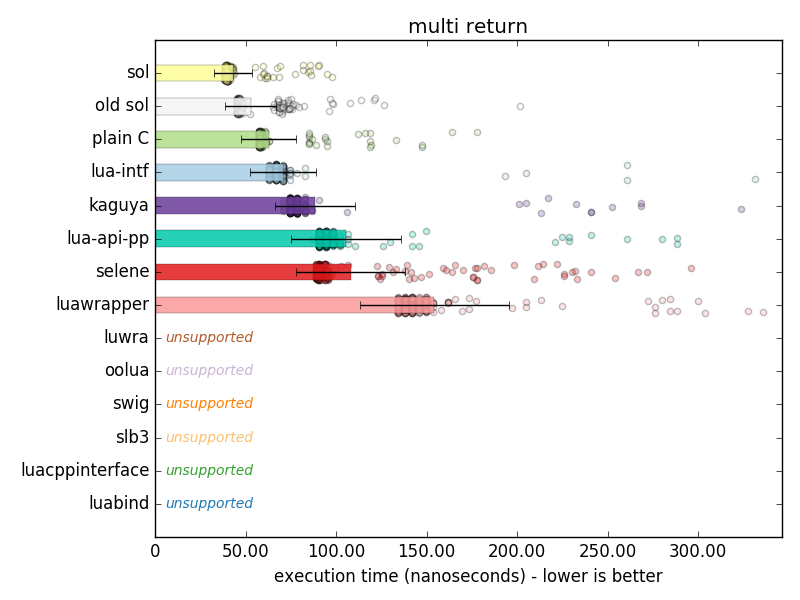 multi return
sol
old sol
plain C
lua-intf
kaguya
lua-api-pp
selene
luawrapper
luwra unsupported
oolua unsupported
swig unsupported
slb3 unsupported
luacppinterface unsupported
luabind unsupported
0 50.00 100.00 150.00 200.00 250.00 300.00
execution time (nanoseconds) - lower is better